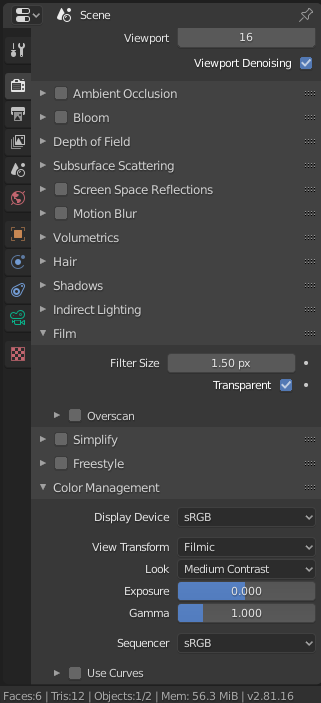 Scene
Viewport 16
Viewport Denoising
Ambient Occlusion
Bloom
Depth of Field
Subsurface Scattering
Screen Space Reflections
Motion Blur
Volumetrics
Hair
Shadows
Indirect Lighting
Film
Filter Size 1.50 px
Transparent
Overscan
Simplify
Freestyle
Color Management
Display Device sRGB
View Transform Filmic
Look Medium Contrast
Exposure 0.000
Gamma 1.000
Sequencer sRGB
Use Curves
Faces:6 | Tris:12 | Objects:1/2 | Mem: 56.3 MiB | v2.81.16